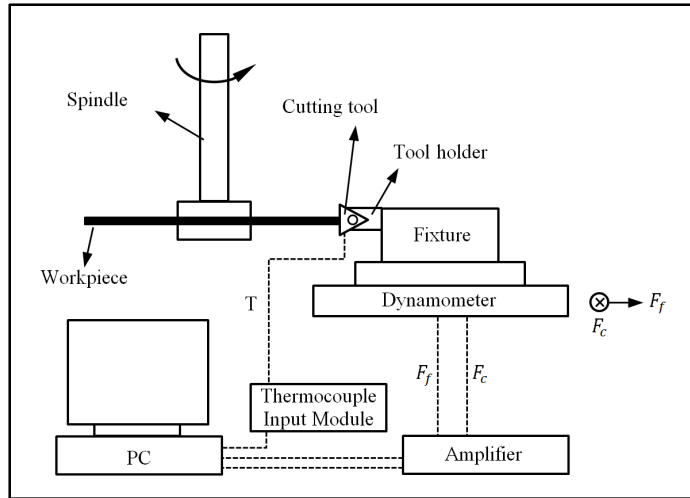 Spindle
Cutting tool
Tool holder
Fixture
Workpiece
T
Dynamometer
F_f
F_c
F_f
F_c
Thermocouple
Input Module
PC
Amplifier